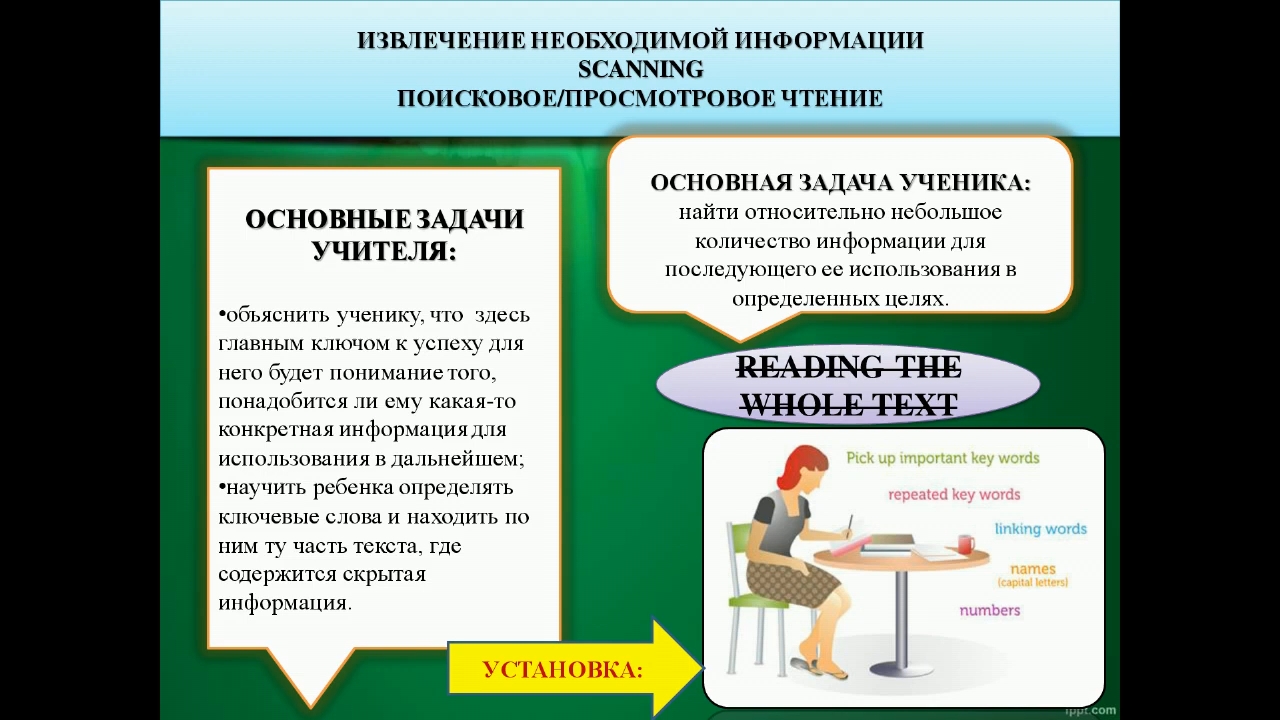 ИЗВЛЕЧЕНИЕ НЕОБХОДИМОЙ ИНФОРМАЦИИ
SCANNING
ПОИСКОВОЕ/ПРОСМОТРОВОЕ ЧТЕНИЕ
ОСНОВНЫЕ ЗАДАЧИ
УЧИТЕЛЯ:
•объяснить ученику, что здесь
главным ключом к успеху для
него будет понимание того,
понадобится ли ему какая-то
конкретная информация для
использования в дальнейшем;
•научить ребенка определять
ключевые слова и находить по
ним ту часть текста, где
содержится скрытая
информация.
ОСНОВНАЯ ЗАДАЧА УЧЕНИКА:
найти относительно небольшое
количество информации для
последующего ее использования в
определенных целях.
READING THE
WHOLE TEXT
УСТАНОВКА:
Pick up important key words
repeated key words
linking words
names
(capital letters)
numbers
fppt.com